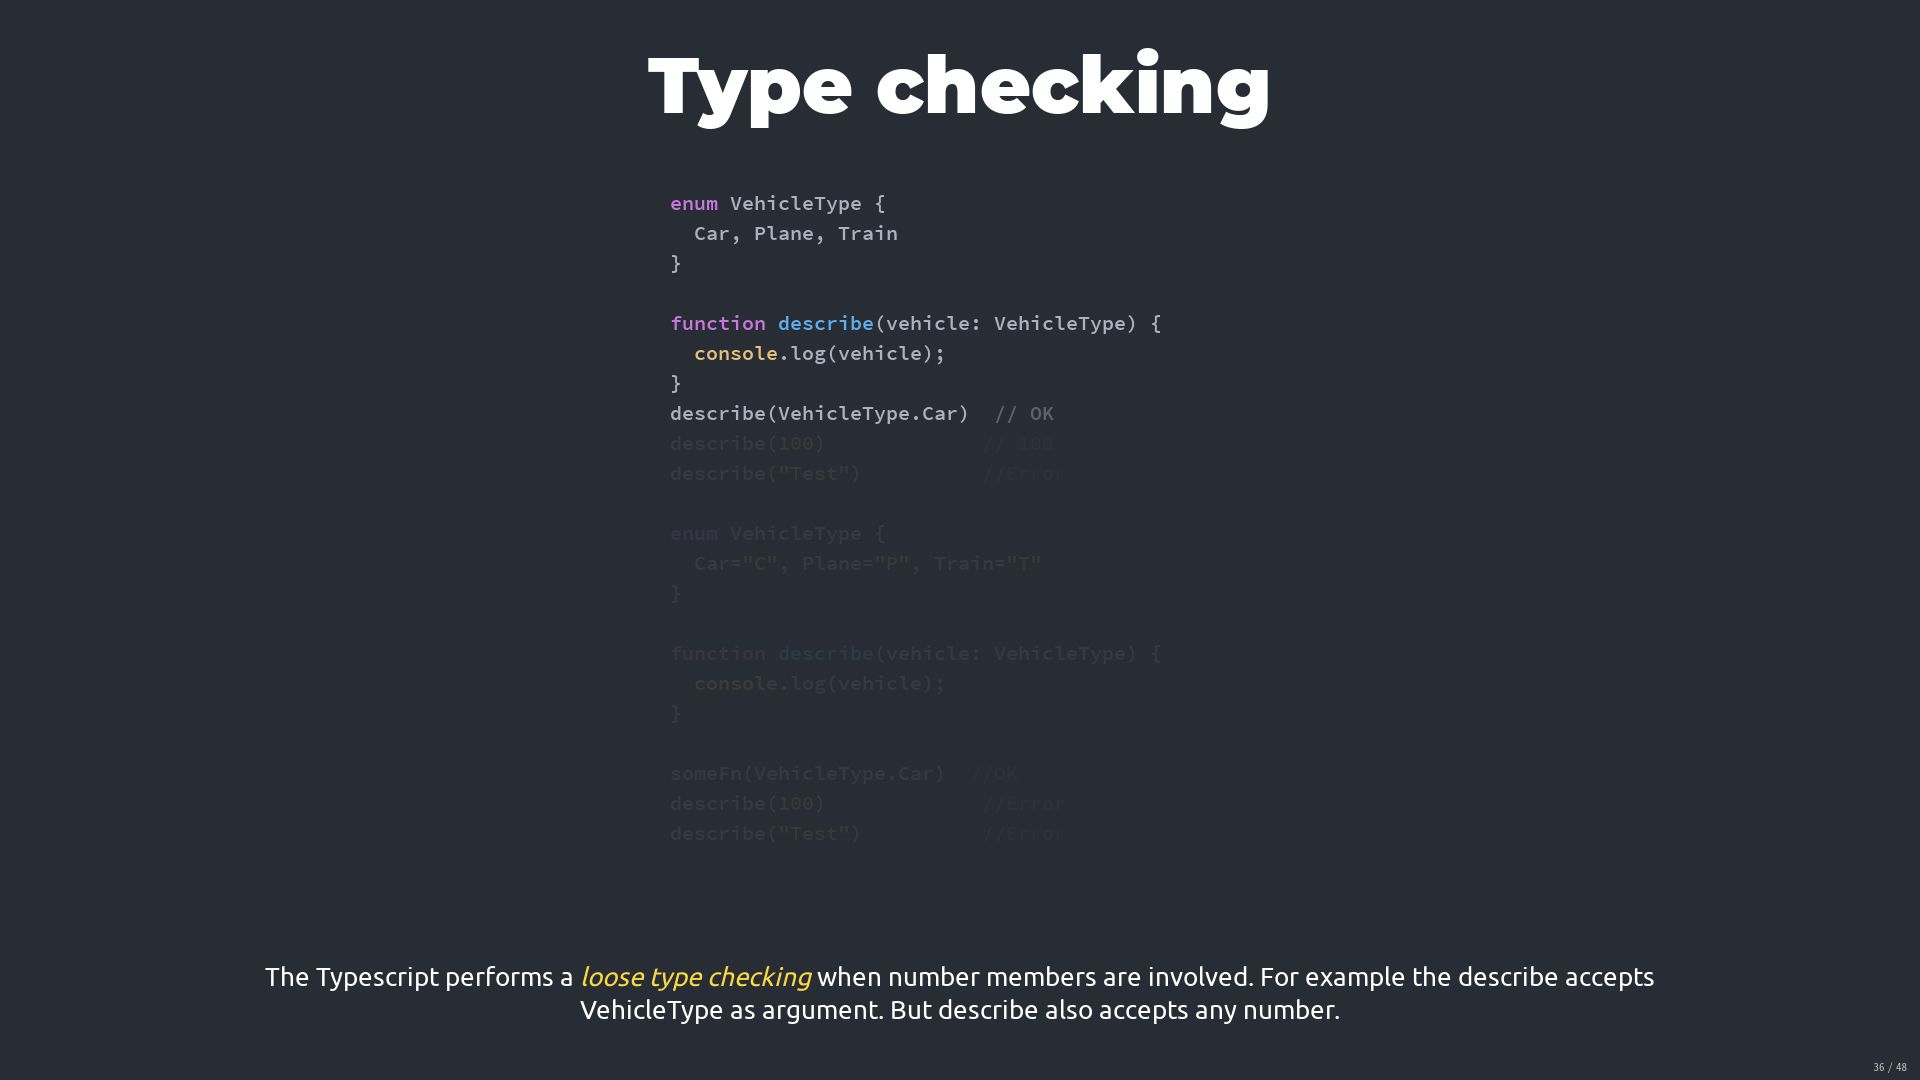 Type checking
enum VehicleType {
  Car, Plane, Train
}
function describe(vehicle: VehicleType) {
  console.log(vehicle);
}
describe(VehicleType.Car)  // OK
describe(100)             // 100
describe("Test")          //Error
enum VehicleType {
  Car="C", Plane="P", Train="T"
}
function describe(vehicle: VehicleType) {
  console.log(vehicle);
}
someFn(VehicleType.Car)  //OK
describe(100)             //Error
describe("Test")          //Error
The Typescript performs a loose type checking when number members are involved. For example the describe accepts
VehicleType as argument. But describe also accepts any number.
36 / 48